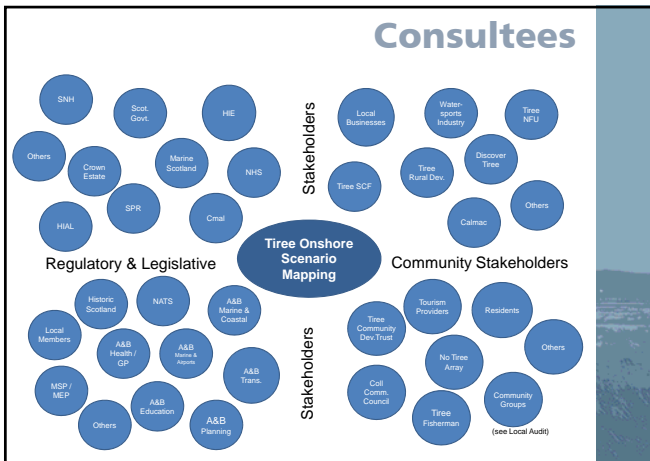 Consultees
SNH
Scot.
Govt.
HIE
Others
Crown
Estate
Marine
Scotland
NHS
SPR
HIAL
Cmal
Stakeholders
Local
Businesses
Water-
sports
Industry
Tiree
NFU
Tiree SCF
Tiree
Rural Dev.
Discover
Tiree
Others
Calmac
Regulatory & Legislative
Tiree Onshore
Scenario
Mapping
Community Stakeholders
Historic
Scotland
NATS
A&B
Marine &
Coastal
Local
Members
A&B
Health /
GP
A&B
Marine &
Airports
A&B
Trans.
MSP /
MEP
A&B
Education
Others
A&B
Planning
Stakeholders
Tourism
Providers
Residents
Tiree
Community
Dev.Trust
No Tiree
Array
Others
Coll
Comm.
Council
Tiree
Fisherman
Community
Groups
(see Local Audit)